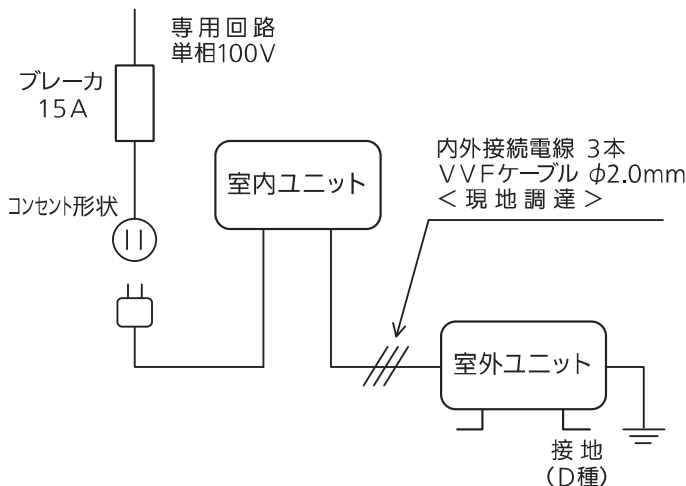 専用回路
単相100V
ブレーカ
15A
コンセント形状
室内ユニット
内外接続電線 3本
VVFケーブル φ2.0mm
＜現地調達＞
室外ユニット
接地
(D種)